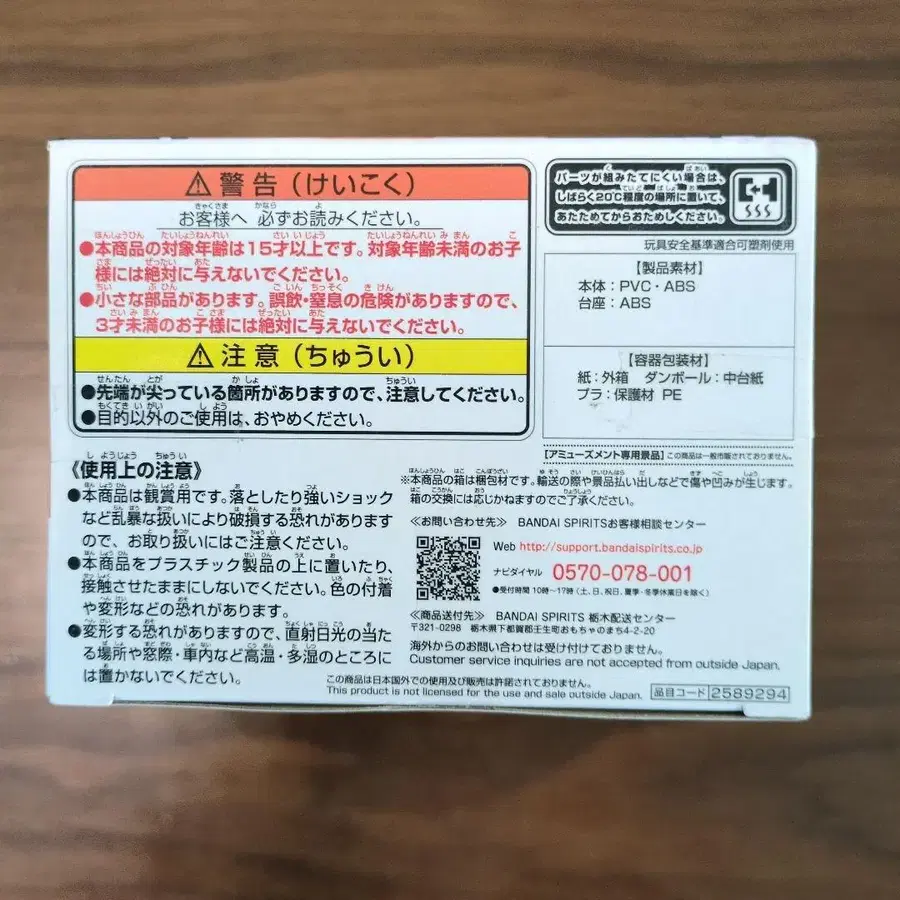 ⚠警告（けいこく）
お客様へ 必ずお読みください。
●本商品の対象年齢は15才以上です。対象年齢未満のお子
様には絶対に与えないでください。
●小さな部品があります。誤飲・窒息の危険がありますので、
3才未満のお子様には絶対に与えないでください。
⚠注意（ちゅうい）
●先端が尖っている箇所がありますので、注意してください。
●目的以外のご使用は、おやめください。
《使用上の注意》
●本商品は観賞用です。落としたり強いショック
など乱暴な扱いにより破損する恐れがあります
ので、お取り扱いにはご注意ください。
●本商品をプラスチック製品の上に置いたり、
接触させたままにしないでください。色の付着
や変形などの恐れがあります。
●変形する恐れがありますので、直射日光の当た
る場所や窓際・車内など高温・多湿のところに
は置かないでください。
パーツが組みたてにくい場合は、
しばらく20℃程度の場所に置いて、
あたためてからおためしください。
玩具安全基準適合可塑剤使用
【製品素材】
本体：PVC・ABS
台座：ABS
【容器包装材】
紙：外箱 ダンボール：中台紙
プラ：保護材 PE
【アミューズメント専用景品】この商品は一般市販されておりません。
※本商品の箱は梱包材です。輸送の際や景品払い出しなどで傷や凹みが生じます。
箱の交換には応じかねますのでご了承ください。
≪お問い合わせ先≫ BANDAI SPIRITSお客様相談センター
Web http://support.bandaispirits.co.jp
ナビダイヤル 0570-078-001
●受付時間 10時～17時（土、日、祝日、夏季・冬季休業日を除く）
≪商品送付先≫ BANDAI SPIRITS 栃木配送センター
〒321-0298 栃木県下都賀郡壬生町おもちゃのまち4-2-20
海外からのお問い合わせは受け付けておりません。
Customer service inquiries are not accepted from outside Japan.
この商品は日本国外での使用及び販売は許諾されておりません。
This product is not licensed for the use and sale outside Japan.
品目コード 2589294